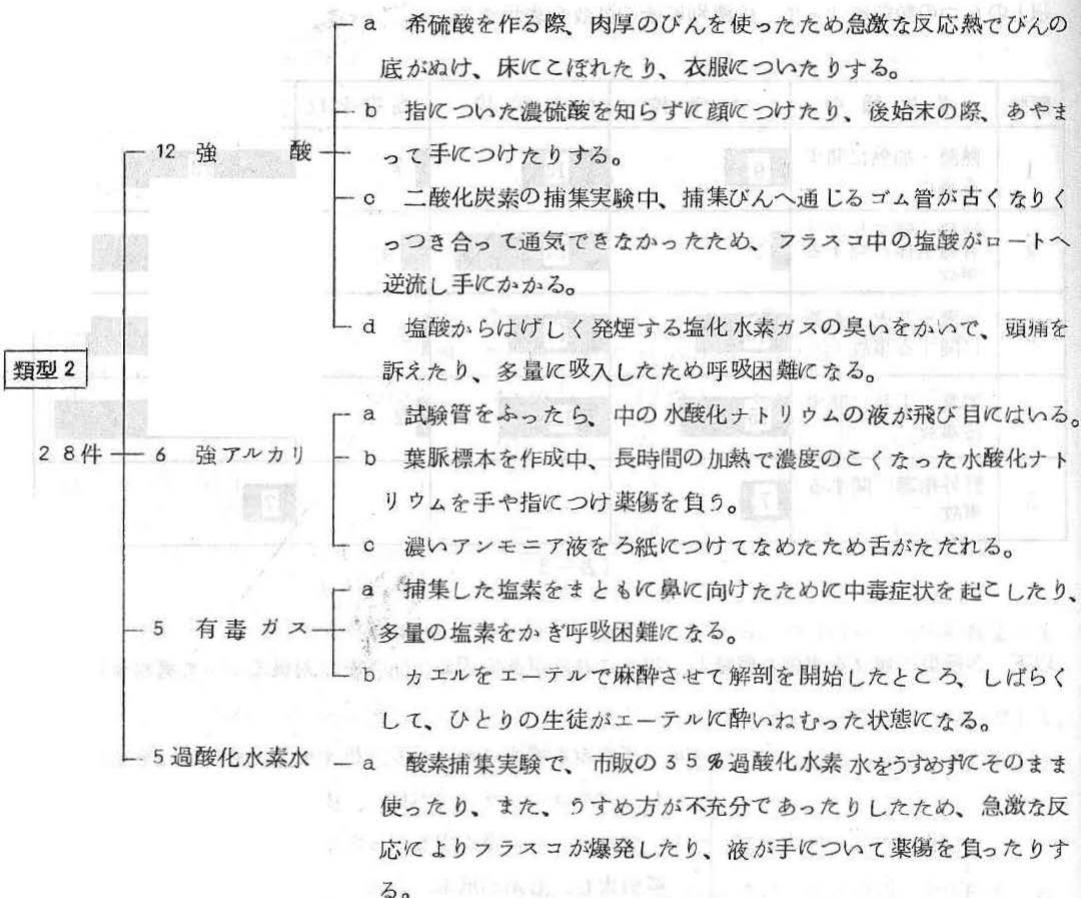 a 希硫酸を作る際、肉厚のびんを使ったため急激な反応熱でびんの
底がぬけ、床にこぼれたり、衣服についたりする。
b 指についた濃硫酸を知らずに顔につけたり、後始末の際、あやま
12 強 酸
って手につけたりする。
c 二酸化炭素の捕集実験中、捕集びんへ通じるゴム管が古くなりく
っつき合って通気できなかったため、フラスコ中の塩酸がロートへ
逆流し手にかかる。
d 塩酸からはげしく発煙する塩化水素ガスの臭いをかいで、頭痛を
訴えたり、多量に吸入したため呼吸困難になる。
類型2
a 試験管をふったら、中の水酸化ナトリウムの液が飛び目にはいる。
28件
6 強アルカリ
b 葉脈標本を作成中、長時間の加熱で濃度のこくなった水酸化ナト
リウムを手や指につけ薬傷を負う。
c 濃いアンモニア液をろ紙につけてなめたため舌がただれる。
a 捕集した塩素をまともに鼻に向けたために中毒症状を起こしたり、
5 有毒ガス
多量の塩素をかぎ呼吸困難になる。
b カエルをエーテルで麻酔させて解剖を開始したところ、しばらく
して、ひとりの生徒がエーテルに酔いねむった状態になる。
5 過酸化水素水
a 酸素捕集実験で、市販の35%過酸化水素水をうすめずにそのまま
使ったり、また、うすめ方が不充分であったりしたため、急激な反
応によりフラスコが爆発したり、液が手について薬傷を負ったりす
る。